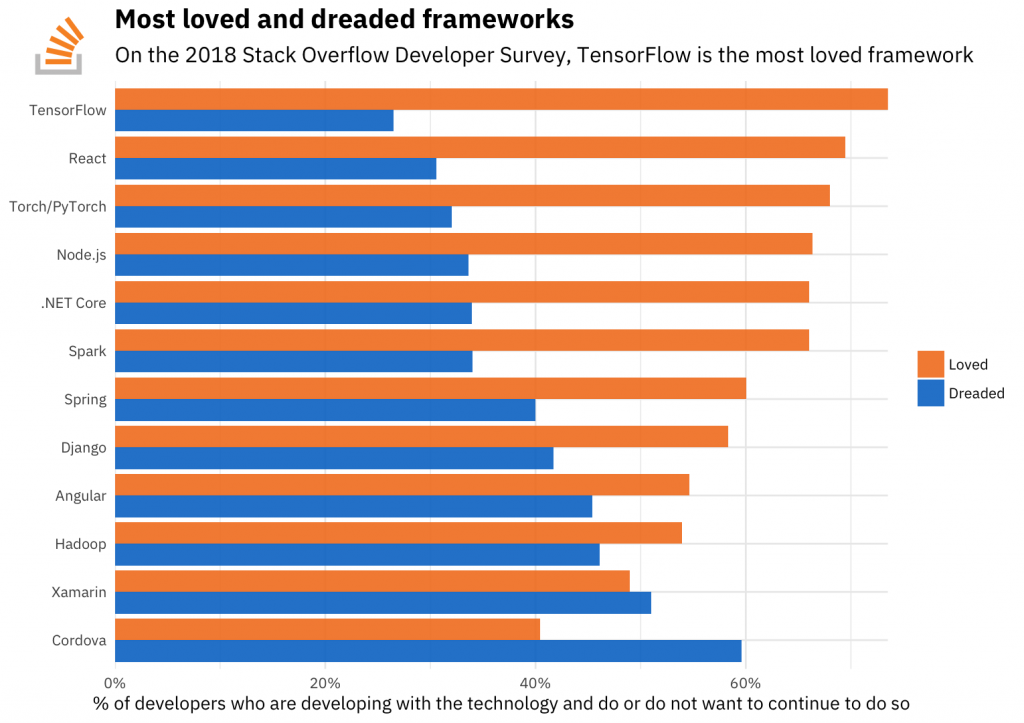 Most loved and dreaded frameworks
On the 2018 Stack Overflow Developer Survey, TensorFlow is the most loved framework
TensorFlow
React
Torch/PyTorch
Node.js
.NET Core
Spark
Spring
Django
Angular
Hadoop
Xamarin
Cordova
Loved
Dreaded
0% 20% 40% 60%
% of developers who are developing with the technology and do or do not want to continue to do so